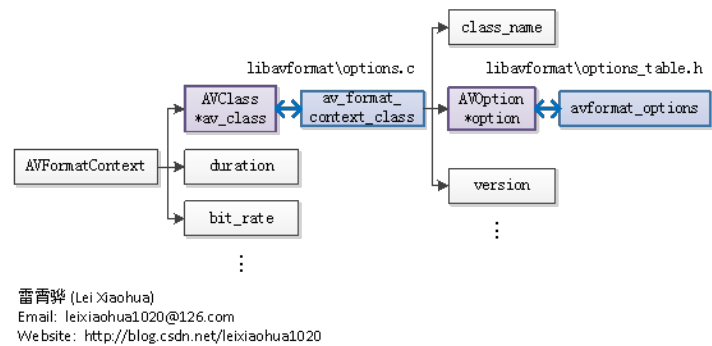 class_name
libavformat\options.c
libavformat\options_table.h
AVClass
*av_class
av_format_
context_class
AVOption
*option
avformat_options
AVFormatContext
duration
version
bit_rate
雷霄骅 (Lei Xiaohua)
Email: leixiaohua1020@126.com
Website: http://blog.csdn.net/leixiaohua1020